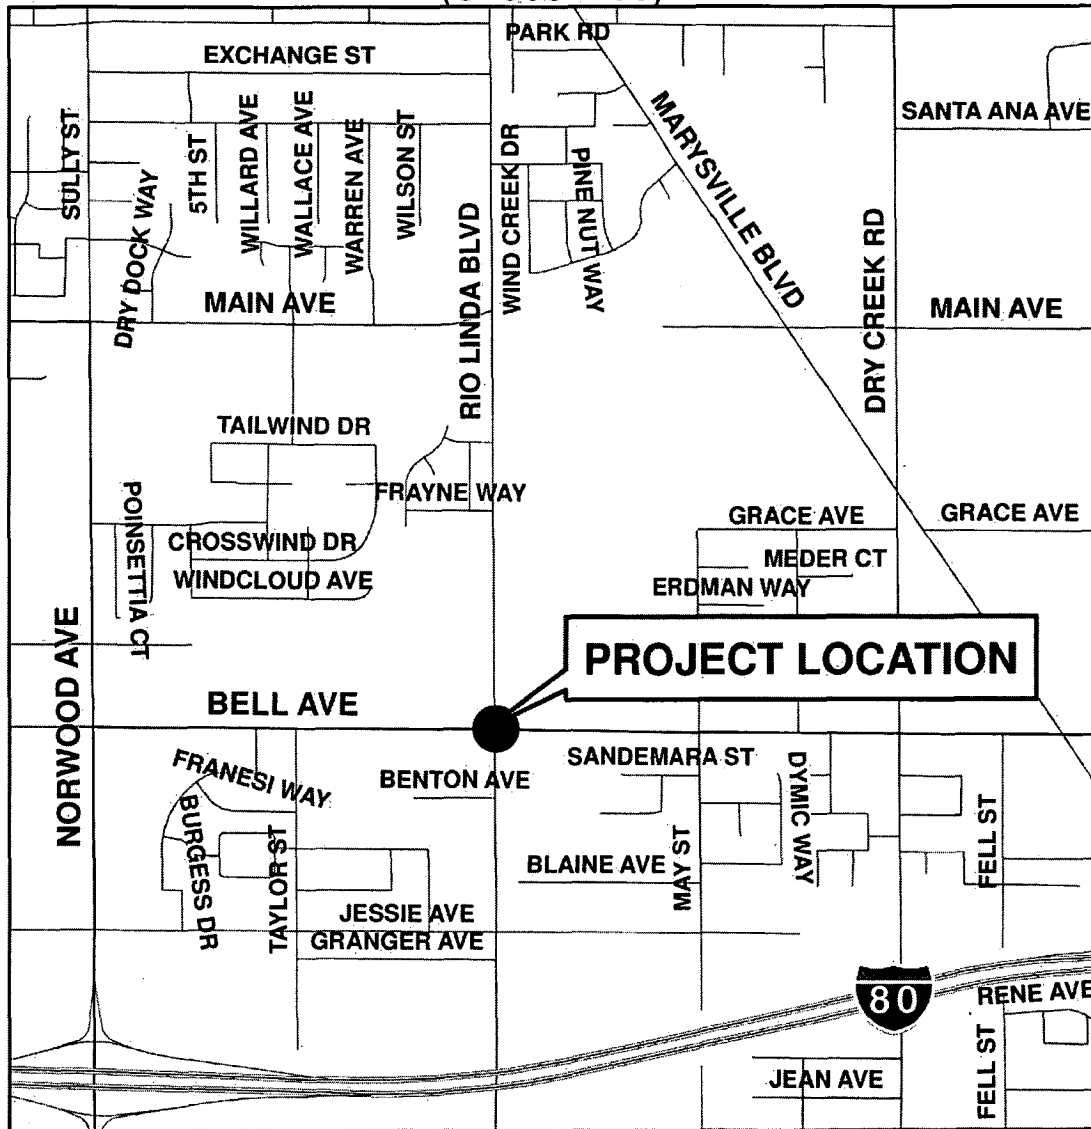 PARK RD
EXCHANGE ST
SANTA ANA AVE
MARYSVILLE BLVD
SULLY ST
5TH ST
WILLARD AVE
WALLACE AVE
WARREN AVE
WILSON ST
WIND CREEK DR
PINE NUT WAY
DRY DOCK WAY
RIO LINDA BLVD
DRY CREEK RD
MAIN AVE
MAIN AVE
TAILWIND DR
FRAYNE WAY
POINSETTIA CT
CROSSWIND DR
WINDCLOUD AVE
GRACE AVE
GRACE AVE
MEDER CT
ERDMAN WAY
NORWOOD AVE
PROJECT LOCATION
BELL AVE
FRANESI WAY
BENTON AVE
SANDEMARA ST
DYMIC WAY
BURGESS DR
TAYLOR ST
BLAINE AVE
MAY ST
FELL ST
JESSIE AVE
GRANGER AVE
80
RENE AVE
JEAN AVE
FELL ST